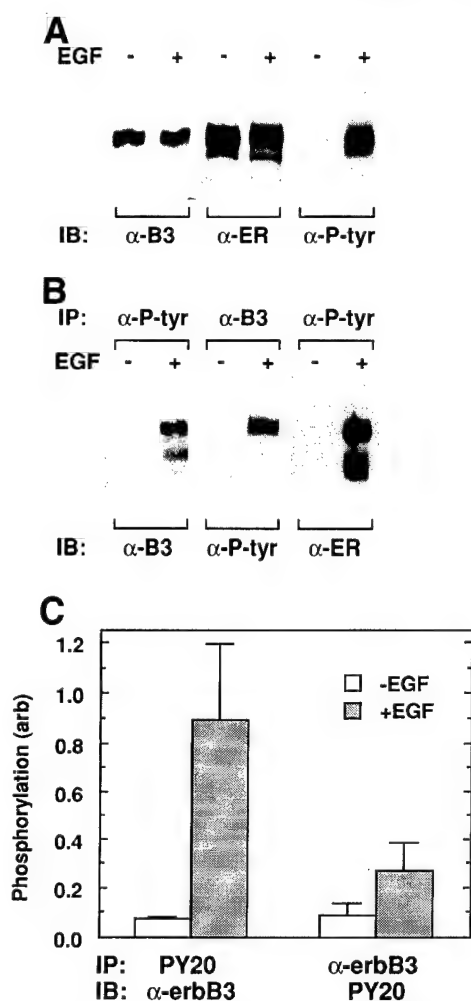 A
EGF - + - + - +
IB: α-B3 α-ER α-P-tyr
B
IP: α-P-tyr α-B3 α-P-tyr
EGF - + - + - +
IB: α-B3 α-P-tyr α-ER
C
Phosphorylation (arb)
1.2
1.0
0.8
0.6
0.4
0.2
0.0
-EGF
+EGF
IP: PY20 α-erbB3
IB: α-erbB3 PY20